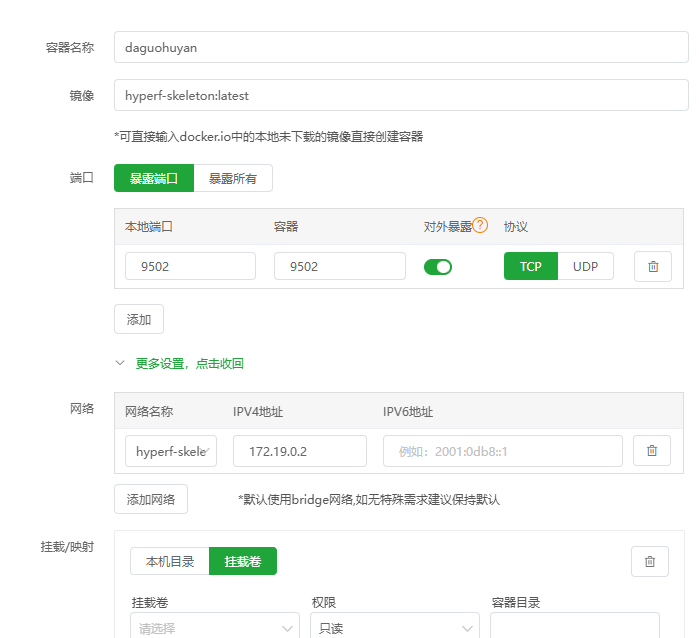 容器名称 daguohuyan
镜像 hyperf-skeleton:latest
*可直接输入docker.io中的本地未下载的镜像直接创建容器
端口 暴露端口 暴露所有
本地端口 容器 对外暴露? 协议
9502 9502 TCP UDP
添加
更多设置，点击收回
网络 网络名称 IPV4地址 IPV6地址
hyperf-skele 172.19.0.2 例如：2001:0db8::1
添加网络 *默认使用bridge网络,如无特殊需求建议保持默认
挂载/映射 本机目录 挂载卷
挂载卷 权限 容器目录
请选择 只读